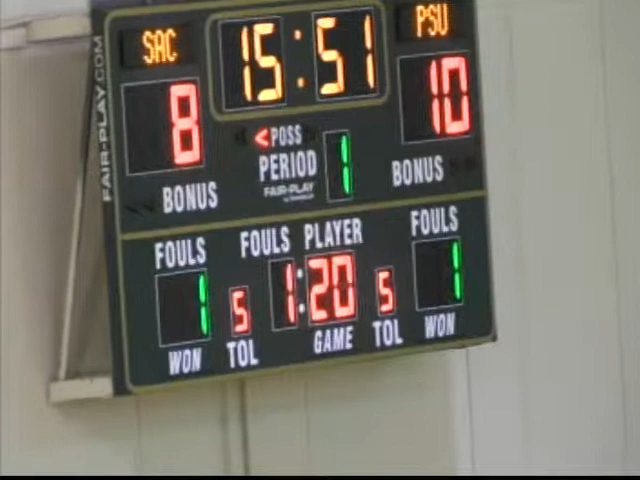 SAC 15:51 PSU
8 10
< POSS
PERIOD 1
FAIR-PLAY
BONUS BONUS
FOULS FOULS PLAYER FOULS
1 5 1:20 5 1
WON TOL GAME TOL WON
FAIR-PLAY.COM